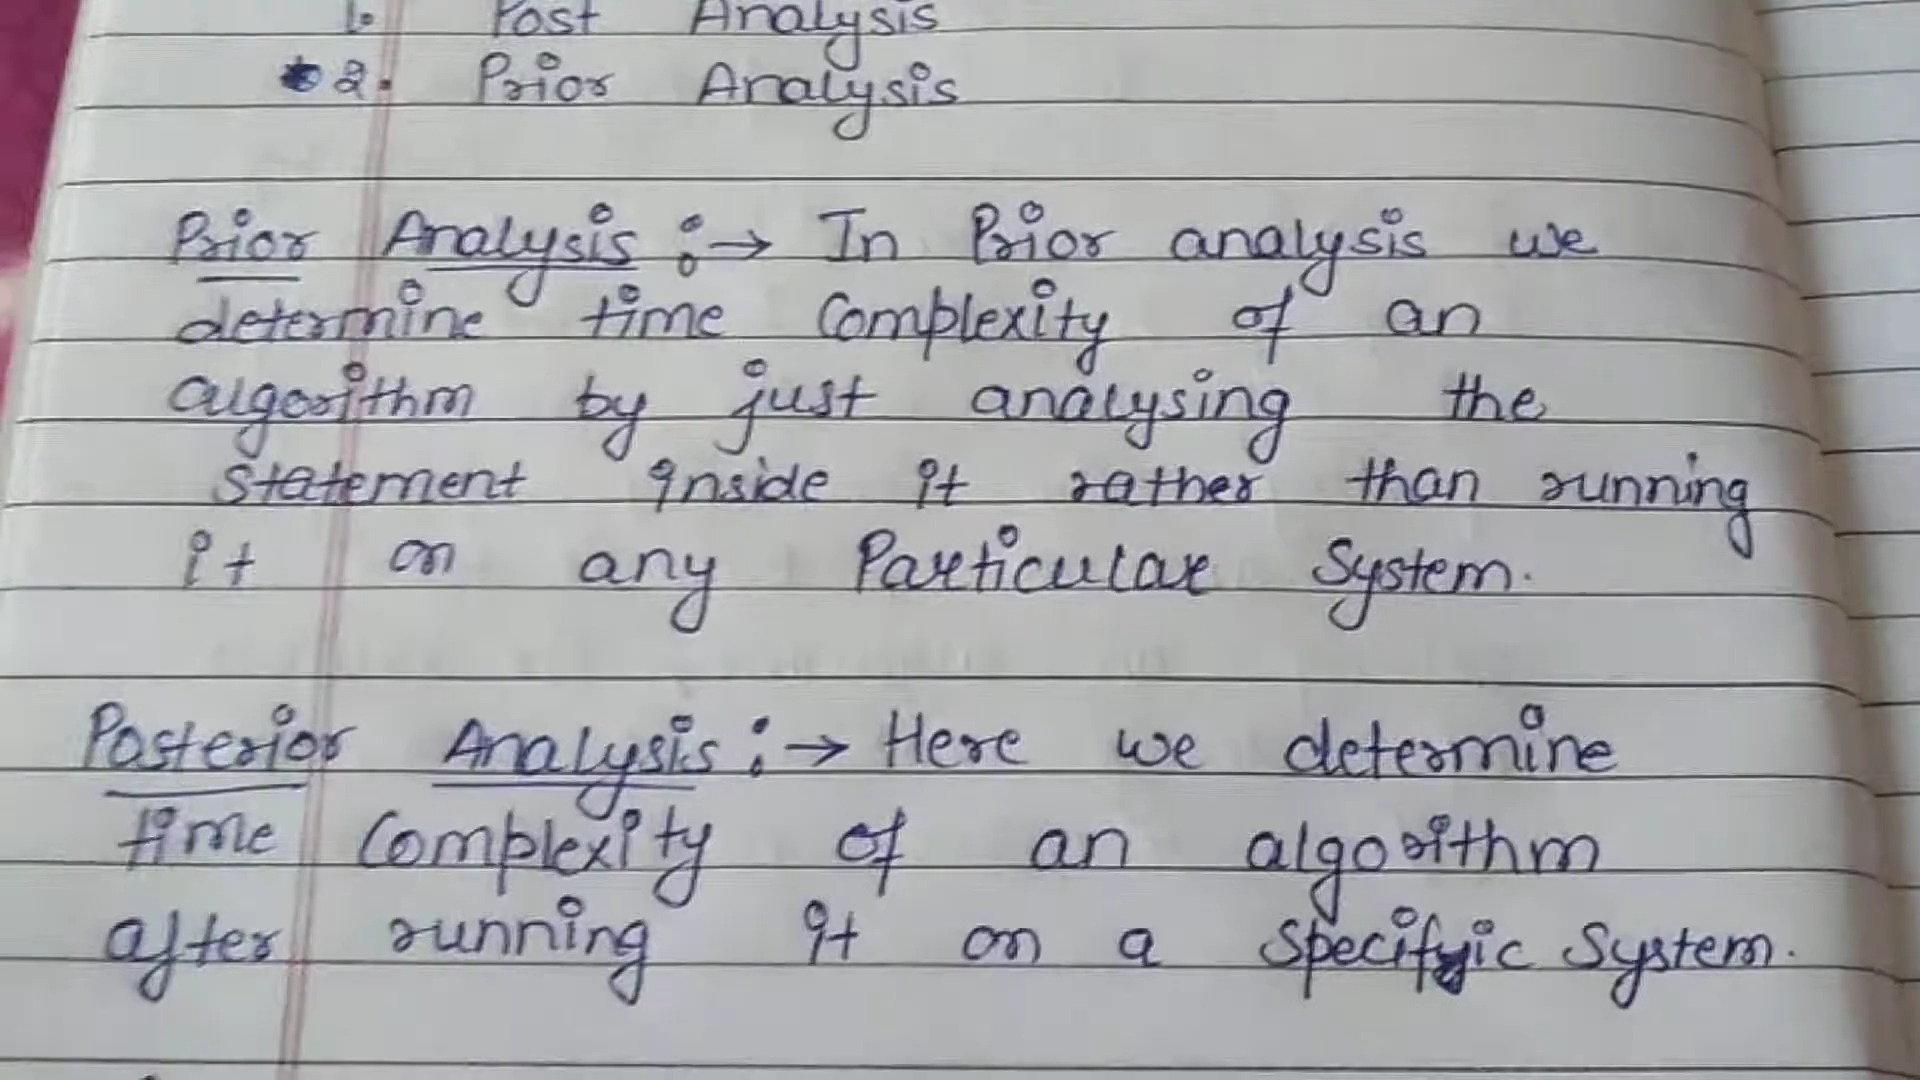 1. Post Analysis
2. Prior Analysis
Prior Analysis :→ In Prior analysis we
determine time Complexity of an
algorithm by just analysing the
statement inside it rather than running
it on any Particular System.
Posterior Analysis :→ Here we determine
time Complexity of an algorithm
after running it on a specific System.